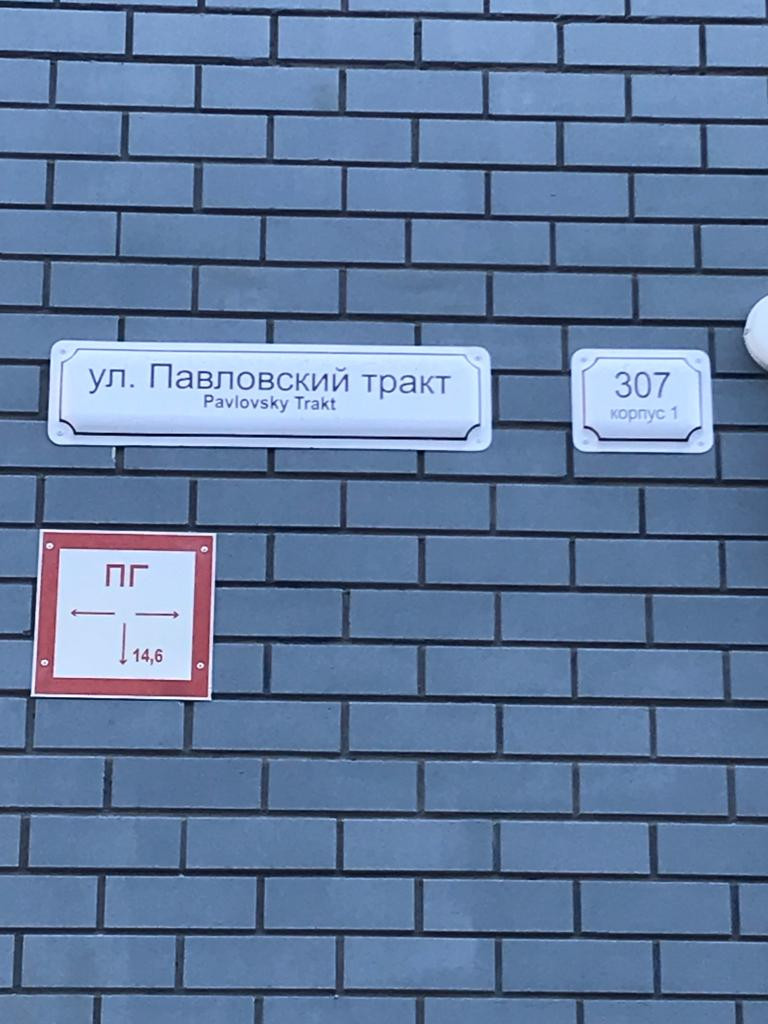 ул. Павловский тракт
Pavlovsky Trakt
307
корпус 1
ПГ
14,6